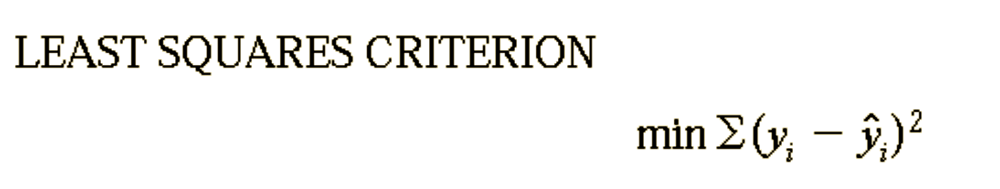 LEAST SQUARES CRITERION
min Σ(yᵢ − ŷᵢ)²